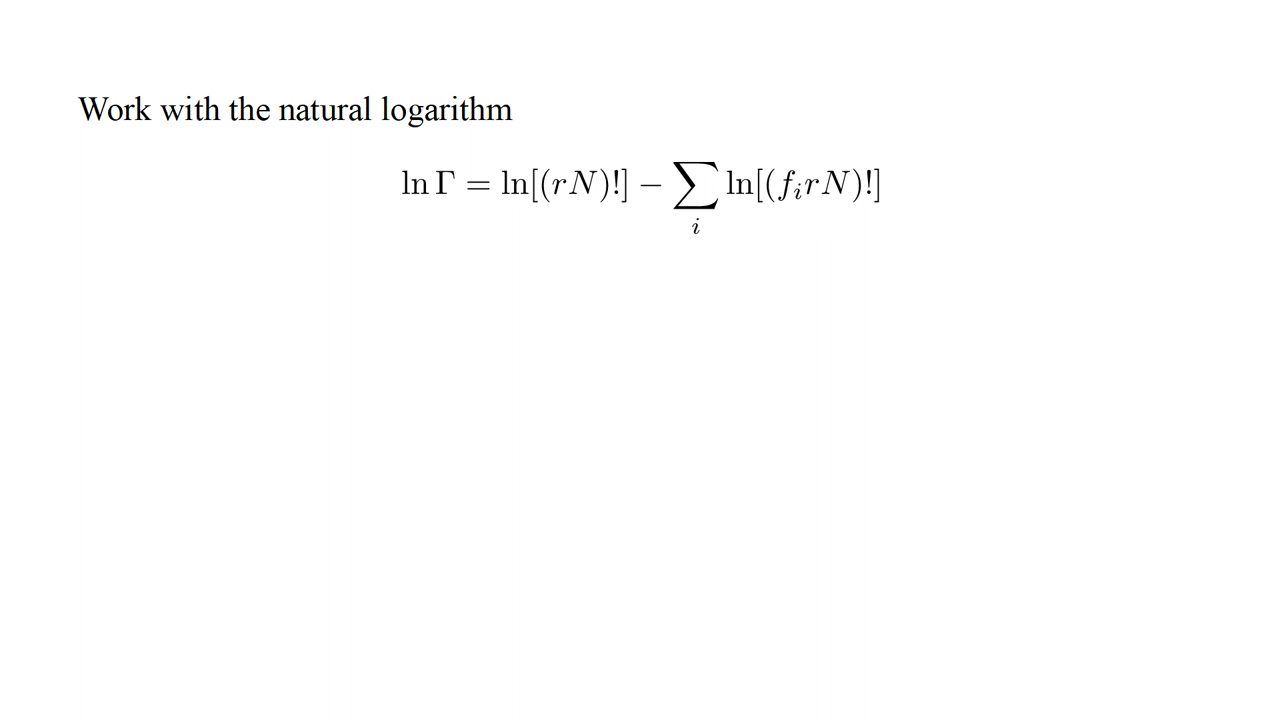 Work with the natural logarithm
ln Γ = ln[(rN)!] − ∑_i ln[(f_i rN)!]